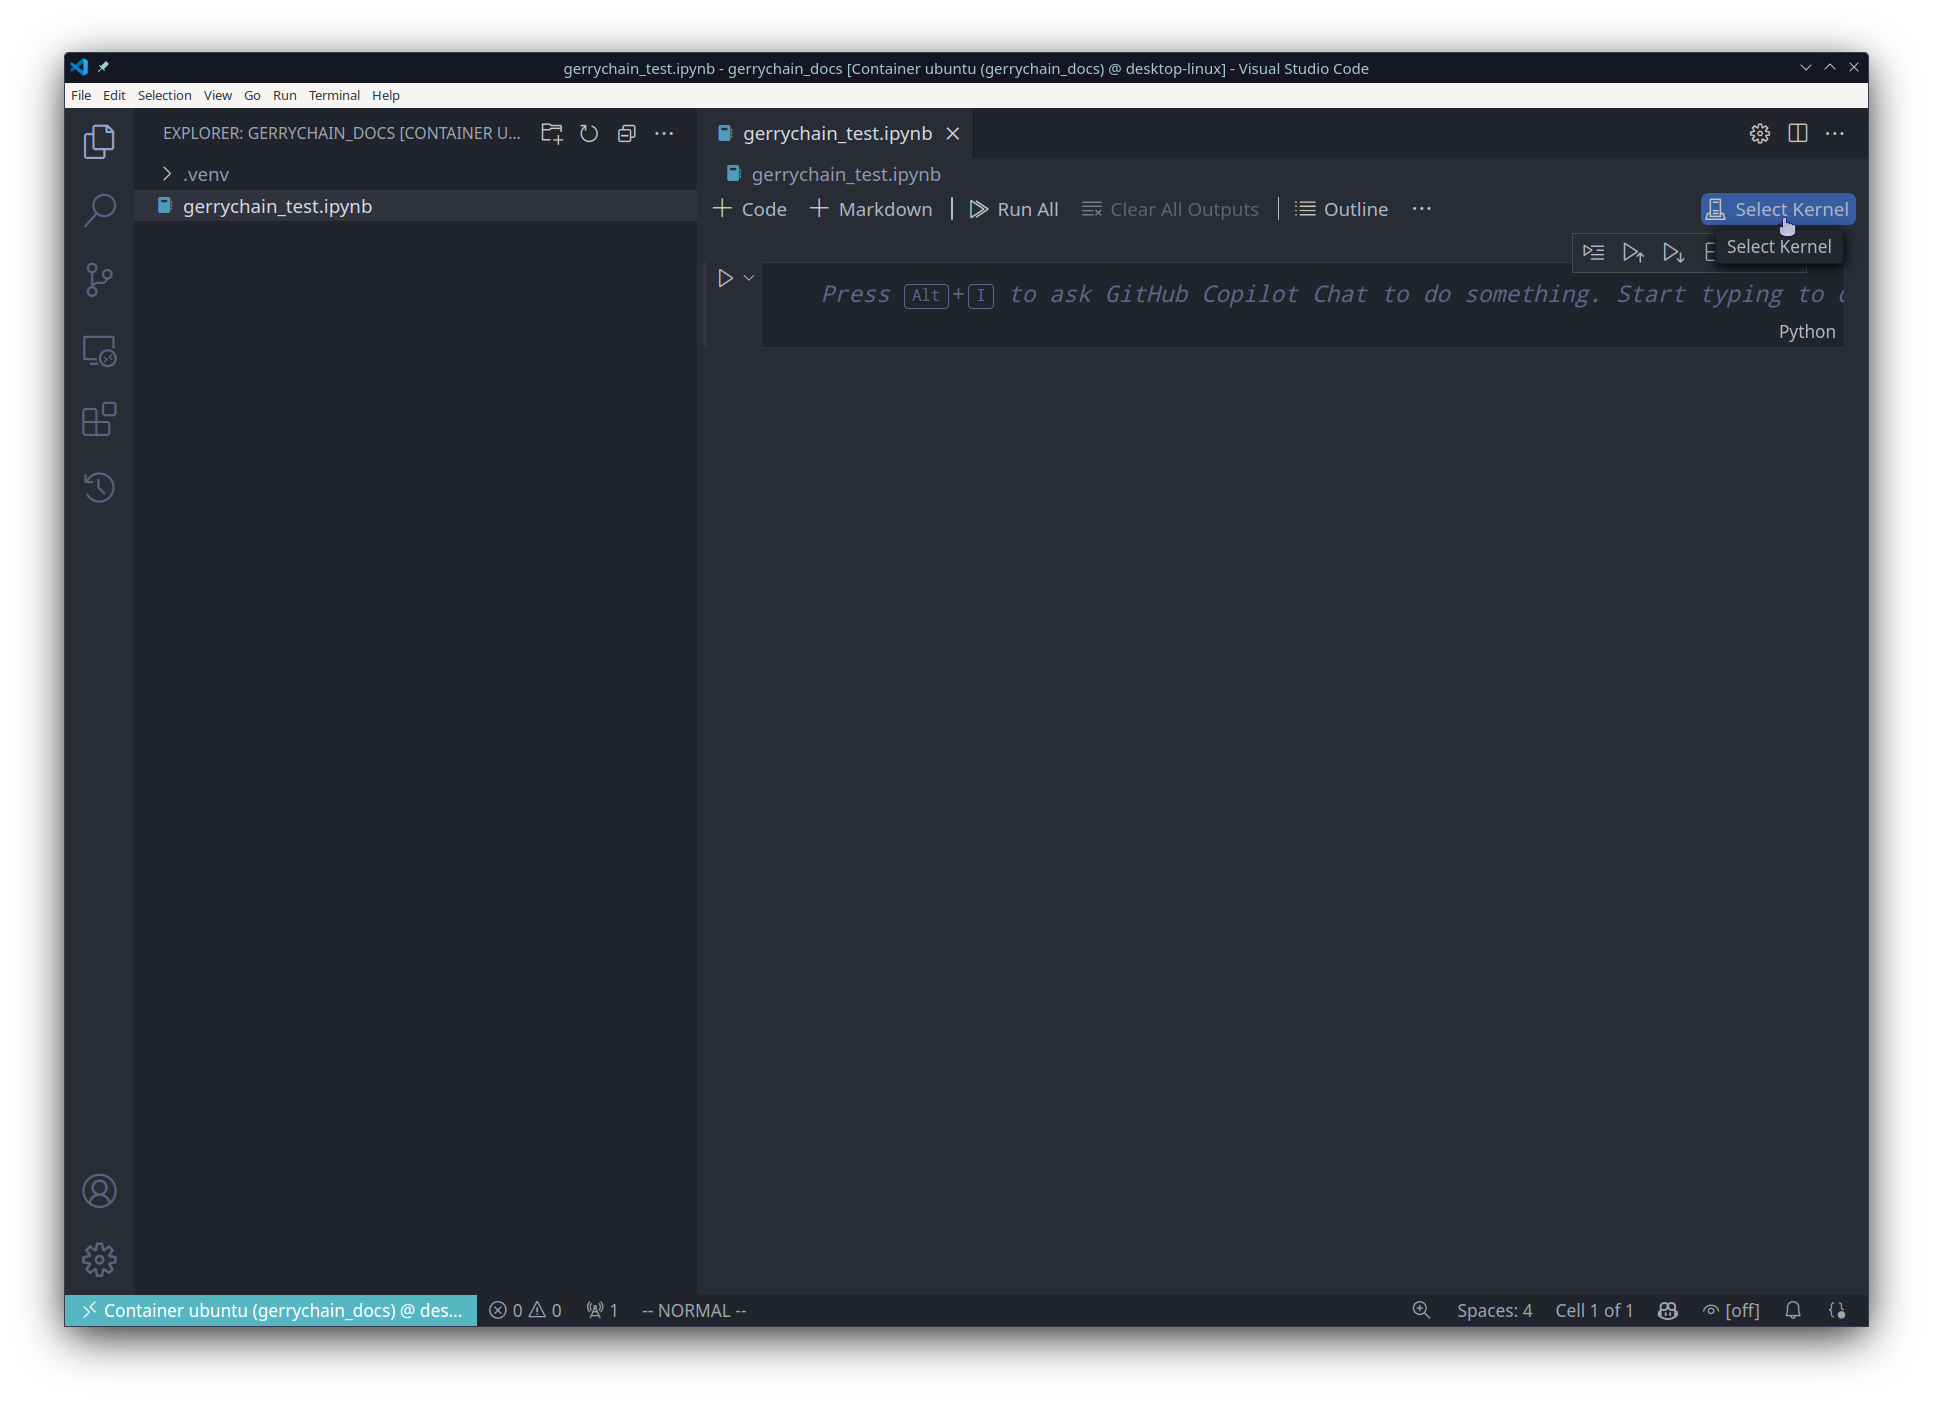 gerrychain_test.ipynb - gerrychain_docs [Container ubuntu (gerrychain_docs) @ desktop-linux] - Visual Studio Code
File Edit Selection View Go Run Terminal Help
EXPLORER: GERRYCHAIN_DOCS [CONTAINER U...
.venv
gerrychain_test.ipynb
gerrychain_test.ipynb
gerrychain_test.ipynb
Code Markdown Run All Clear All Outputs Outline ... Select Kernel
Select Kernel
Press Alt+I to ask GitHub Copilot Chat to do something. Start typing to
Python
Container ubuntu (gerrychain_docs) @ des... 0 0 1 -- NORMAL -- Spaces: 4 Cell 1 of 1 [off]